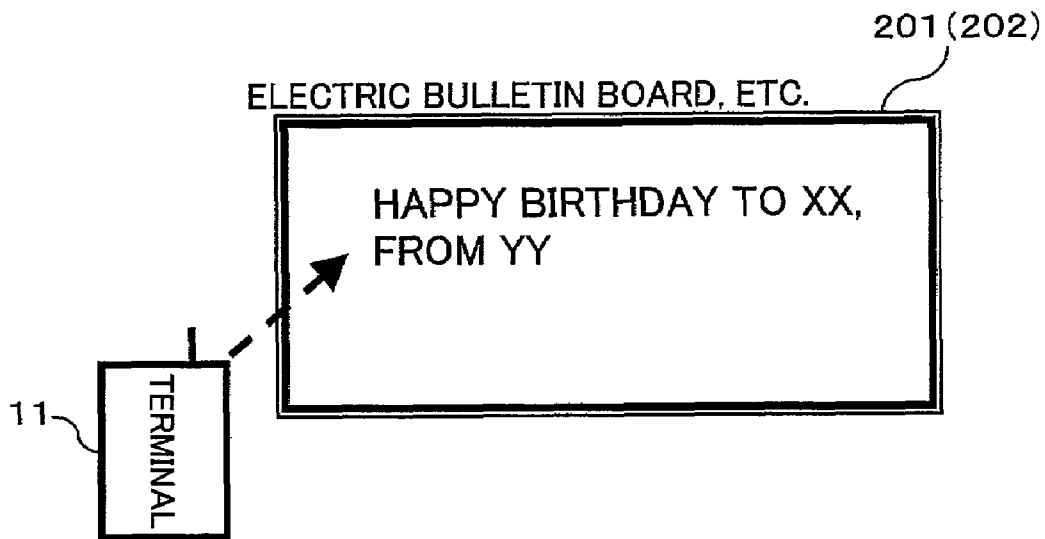 201(202)
ELECTRIC BULLETIN BOARD, ETC.
HAPPY BIRTHDAY TO XX,
FROM YY
11
TERMINAL